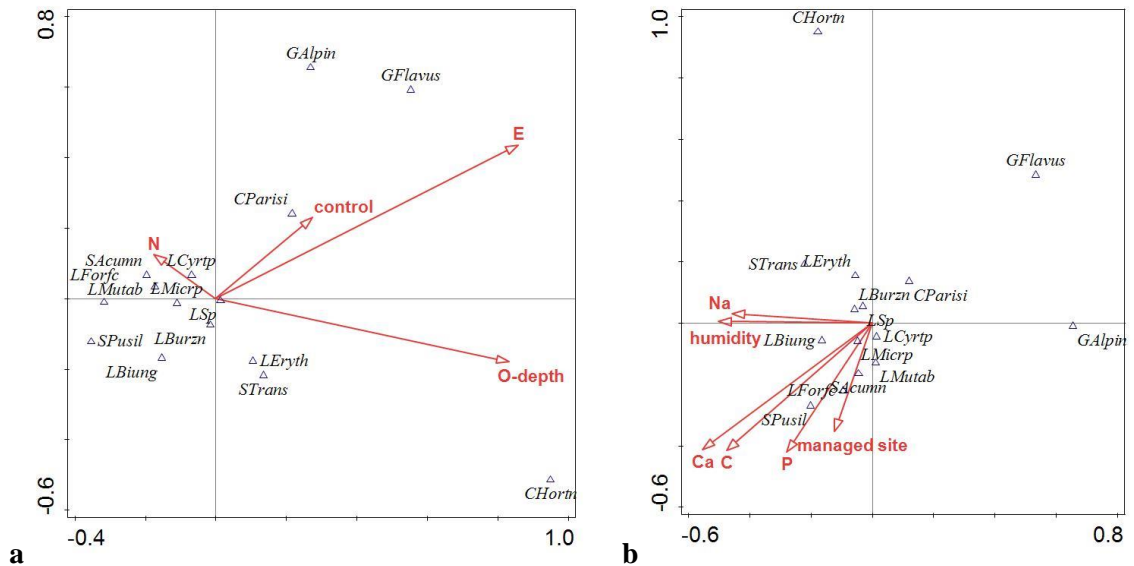 0.8
GAlpin
GFlavus
E
CParisi
control
N
SAcumn
LCyrtp
LForfc
LMutab
LMicrp
LSp
SPusil
LBurzn
LBiung
LEryth
STrans
O-depth
CHortn
-0.6
-0.4
1.0
a
1.0
CHortn
GFlavus
STrans
LEryth
LBurzn
CParisi
Na
LSp
humidity
LBiung
LCyrtp
GAlpin
LMicrp
LMutab
LForfc
SAcumn
SPusil
managed site
Ca
C
P
-0.6
-0.6
0.8
b